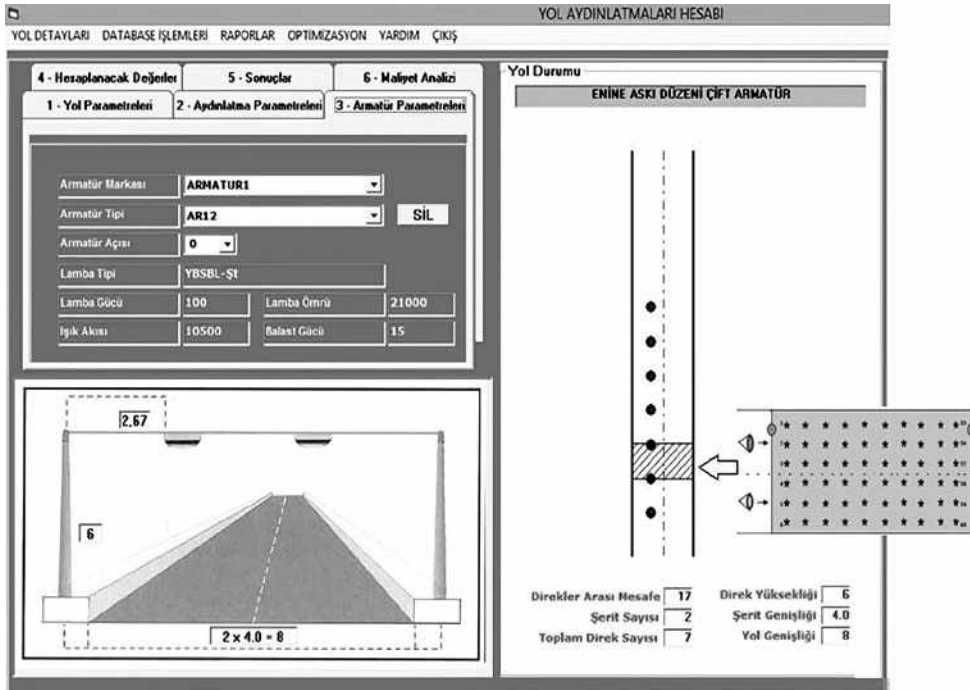 YOL AYDINLATMALARI HESABI
YOL DETAYLARI DATABASE İŞLEMLERİ RAPORLAR OPTİMİZASYON YARDIM ÇIKIŞ
4 - Hesaplanacak Değerler 5 - Sonuçlar 6 - Maliyet Analizi
1 - Yol Parametreleri 2 - Aydınlatma Parametreleri 3 - Armatür Parametreleri
Armatür Markası ARMATUR1
Armatür Tipi AR12 SİL
Armatür Açısı 0
Lamba Tipi YBSBL-Şt
Lamba Gücü 100 Lamba Ömrü 21000
Işık Akısı 10500 Balast Gücü 15
2,67
6
2 x 4.0 = 8
Yol Durumu
ENİNE ASKI DÜZENİ ÇİFT ARMATÜR
Direkler Arası Mesafe 17 Direk Yüksekliği 6
Şerit Sayısı 2 Şerit Genişliği 4.0
Toplam Direk Sayısı 7 Yol Genişliği 8